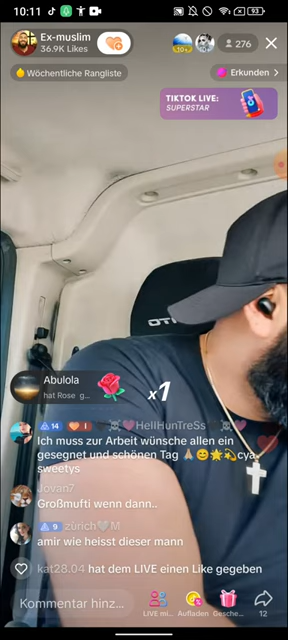 10:11
93
Ex-muslim
36.9K Likes
276
Wöchentliche Rangliste
Erkunden >
TIKTOK LIVE:
SUPERSTAR
Abulola
hat Rose g...
x1
14 1 HellHunTreSs
Ich muss zur Arbeit wünsche allen ein
gesegnet und schönen Tag 🙏🏼😊🌟💫cya
sweetys
Jovan7
Großmufti wenn dann..
9 zürich🤍M
amir wie heisst dieser mann
kat28.04 hat dem LIVE einen Like gegeben
Kommentar hinz...
LIVE mi...
Aufladen
Gesche...
12